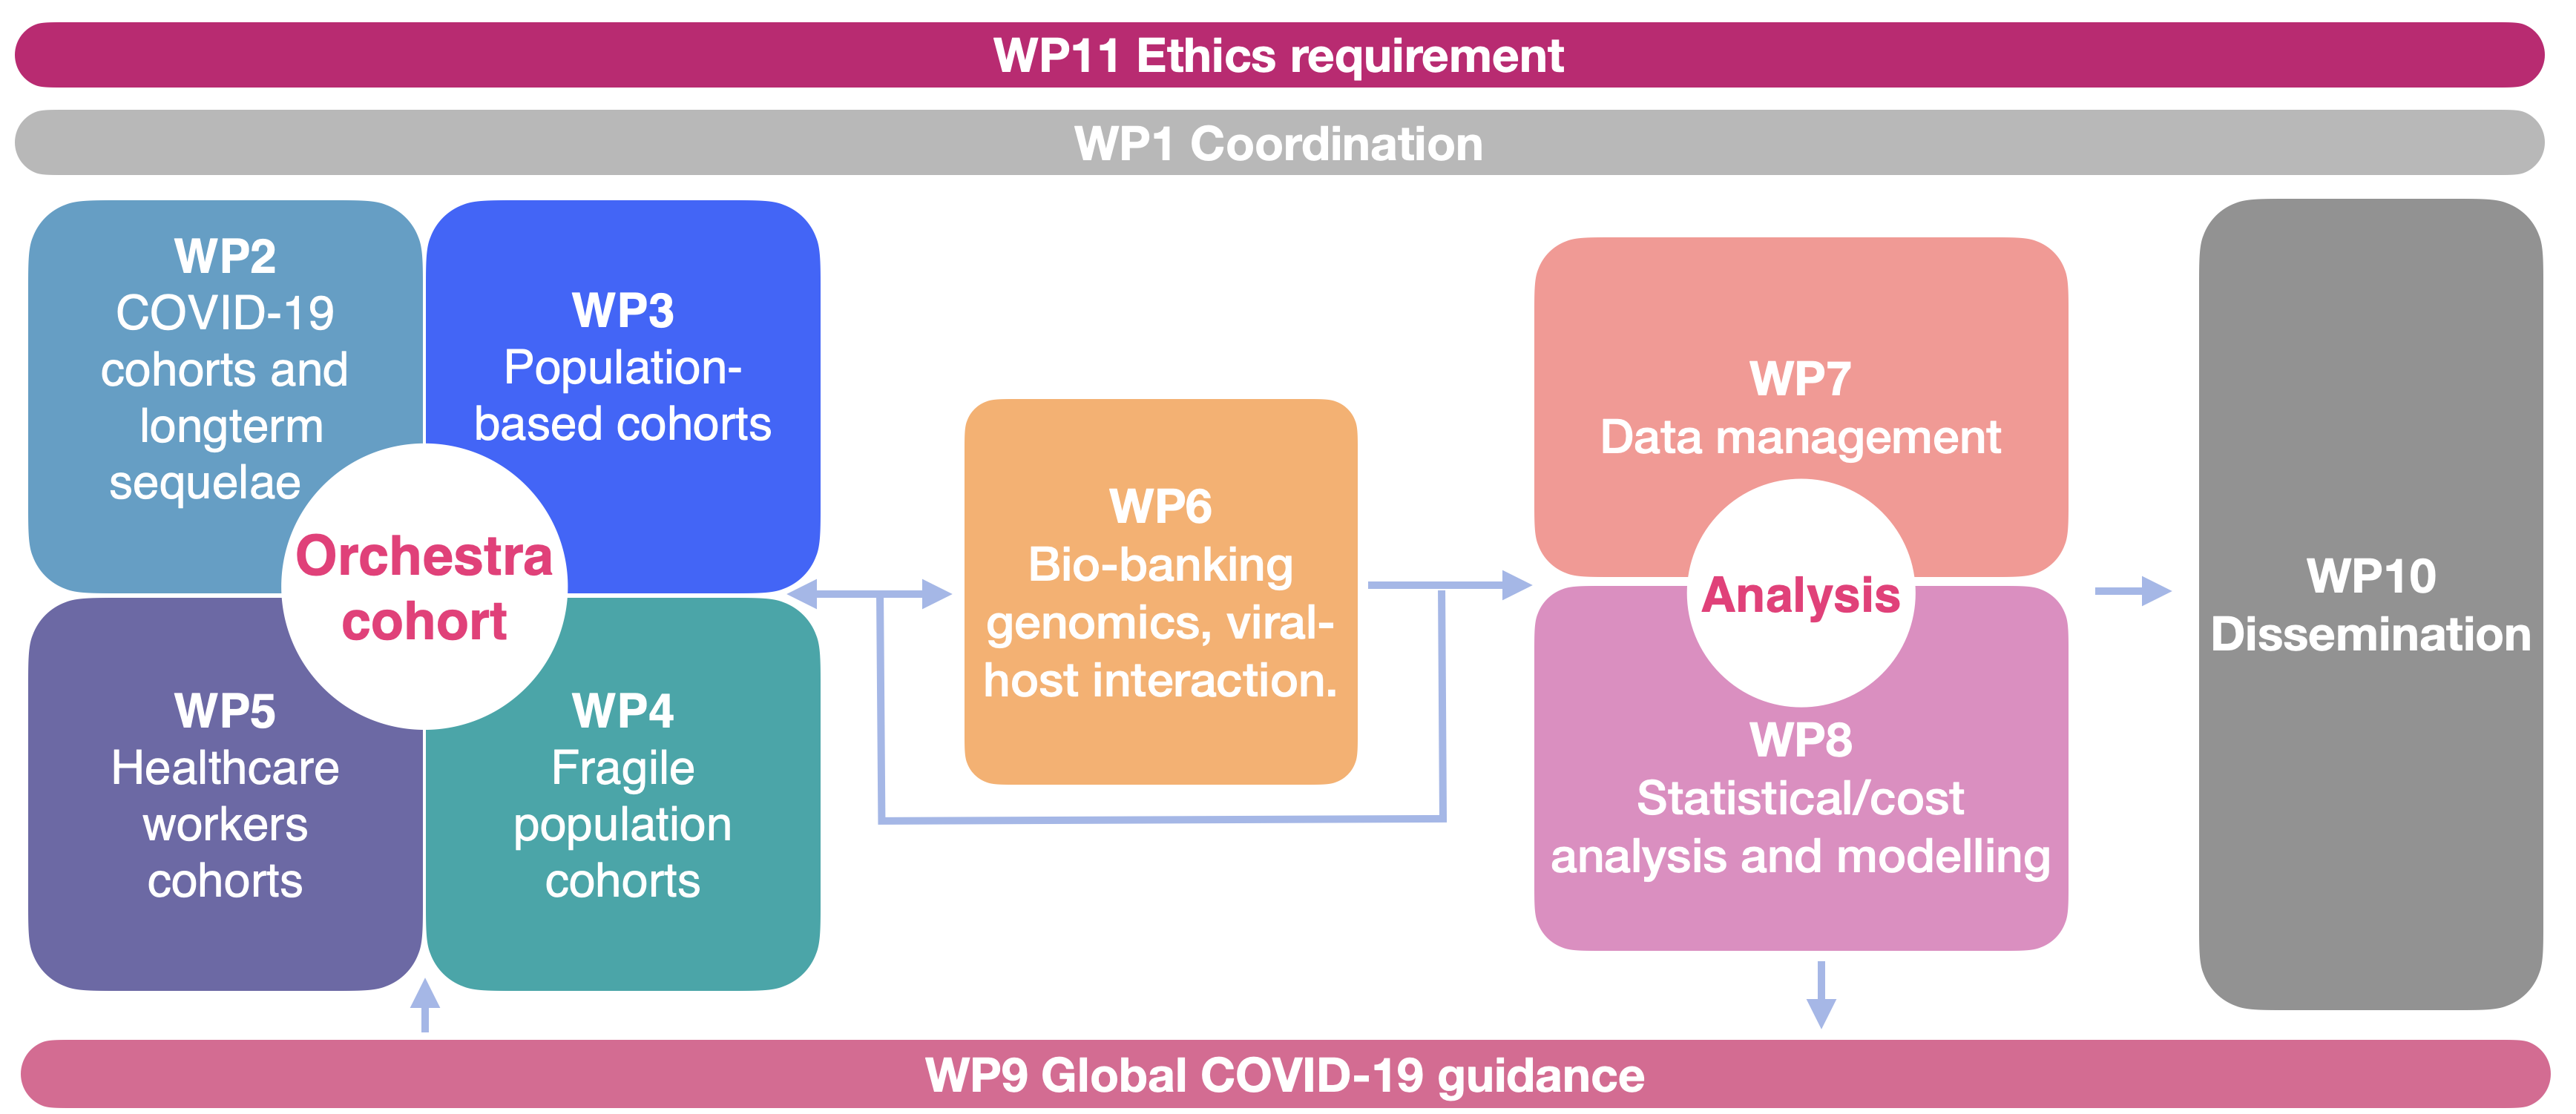 WP11 Ethics requirement
WP1 Coordination
WP2
COVID-19
cohorts and
longterm
sequelae
WP3
Population-
based cohorts
Orchestra
cohort
WP5
Healthcare
workers
cohorts
WP4
Fragile
population
cohorts
WP6
Bio-banking
genomics, viral-
host interaction.
WP7
Data management
Analysis
WP8
Statistical/cost
analysis and modelling
WP10
Dissemination
WP9 Global COVID-19 guidance